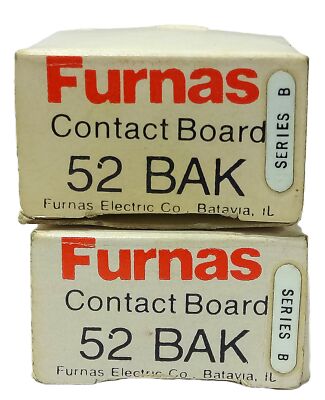 Furnas
Contact Board
52 BAK
Furnas Electric Co., Batavia, IL
SERIES B
Furnas
Contact Board
52 BAK
Furnas Electric Co., Batavia, IL
SERIES B